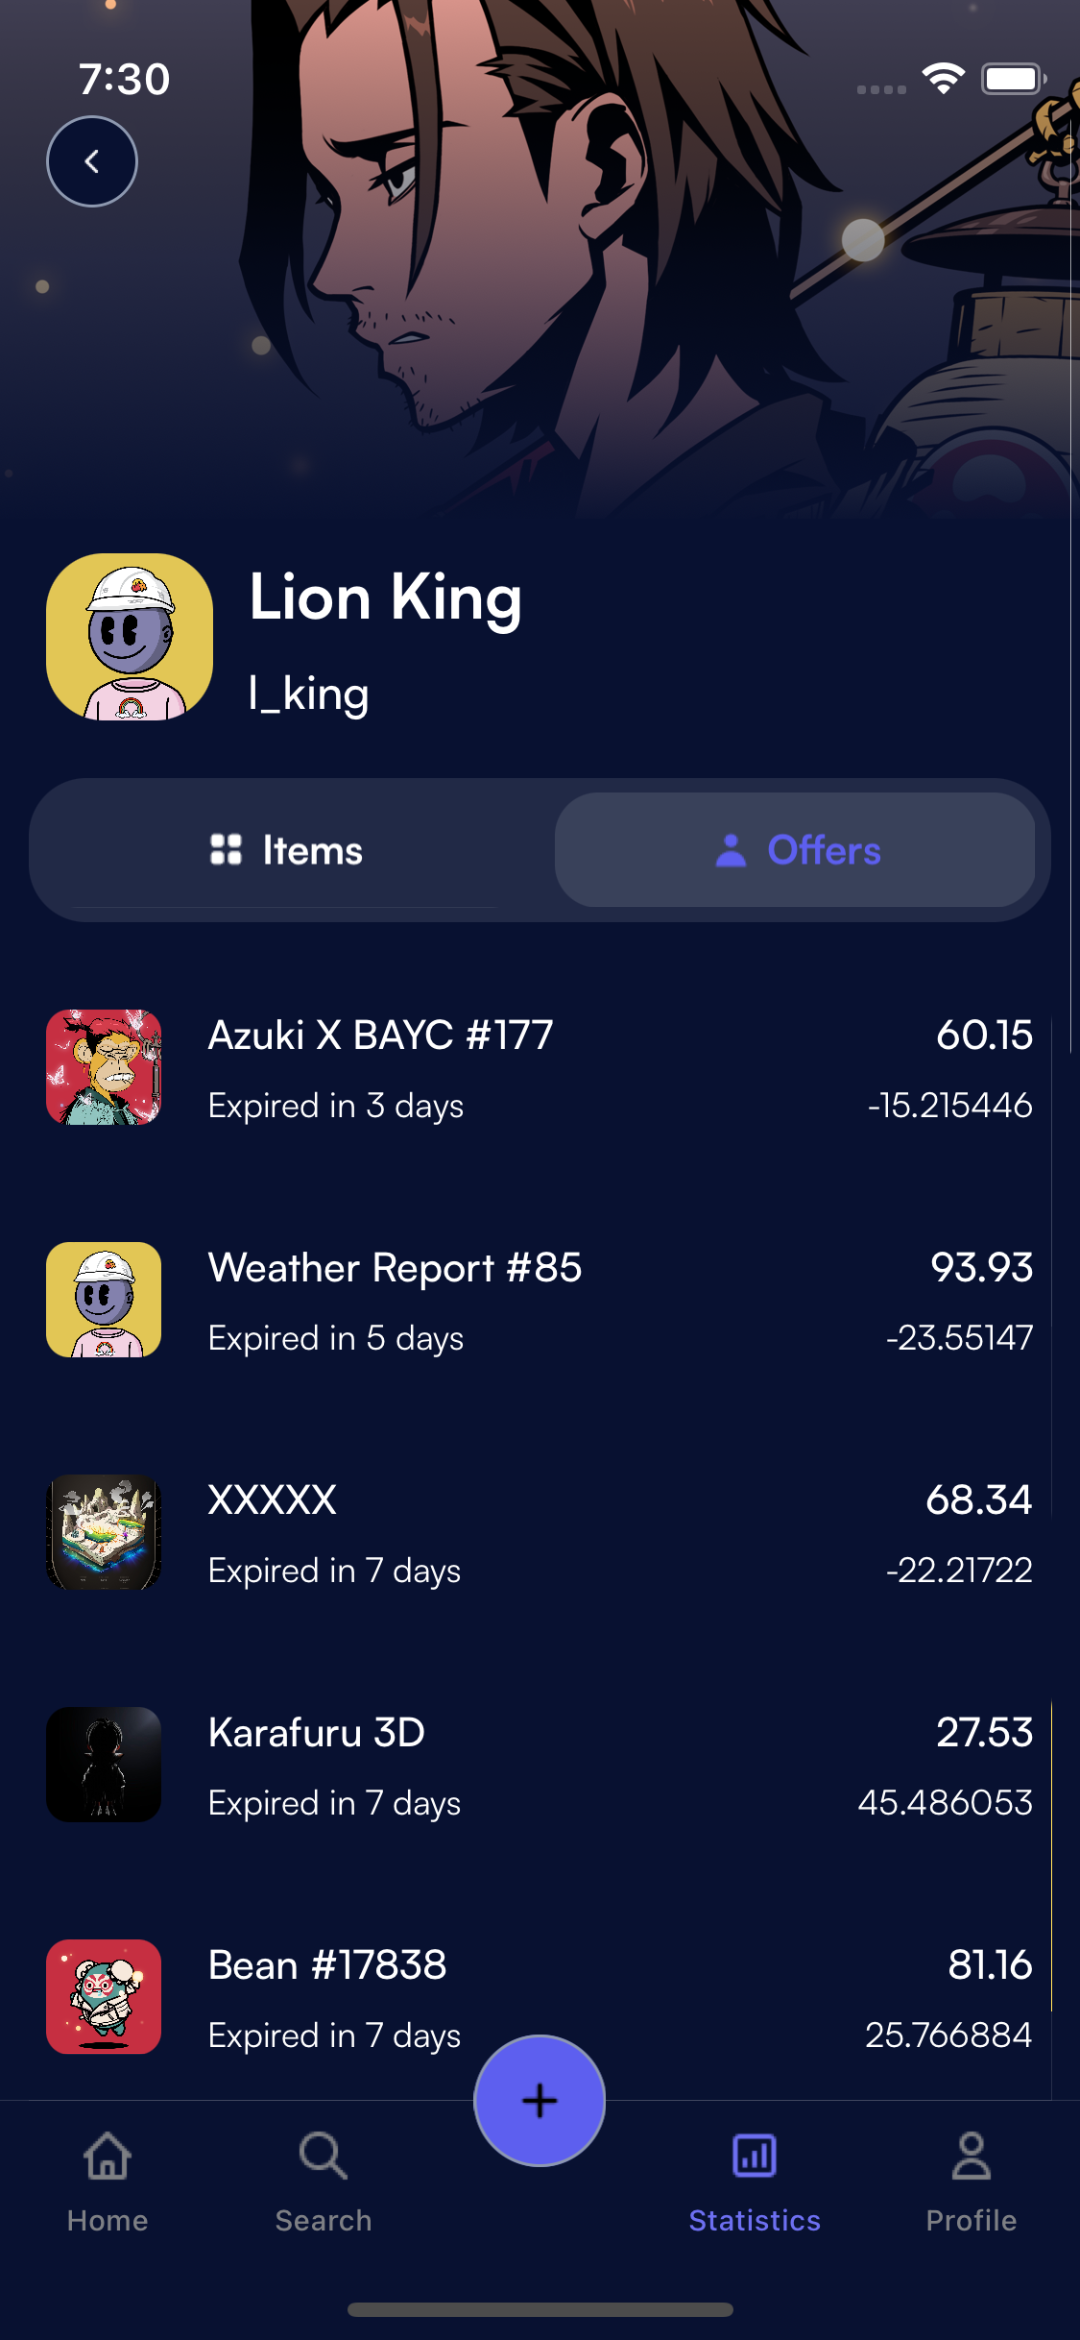 7:30
Lion King
l_king
Items
Offers
Azuki X BAYC #177
60.15
Expired in 3 days
-15.215446
Weather Report #85
93.93
Expired in 5 days
-23.55147
XXXXX
68.34
Expired in 7 days
-22.21722
Karafuru 3D
27.53
Expired in 7 days
45.486053
Bean #17838
81.16
Expired in 7 days
25.766884
Home
Search
Statistics
Profile